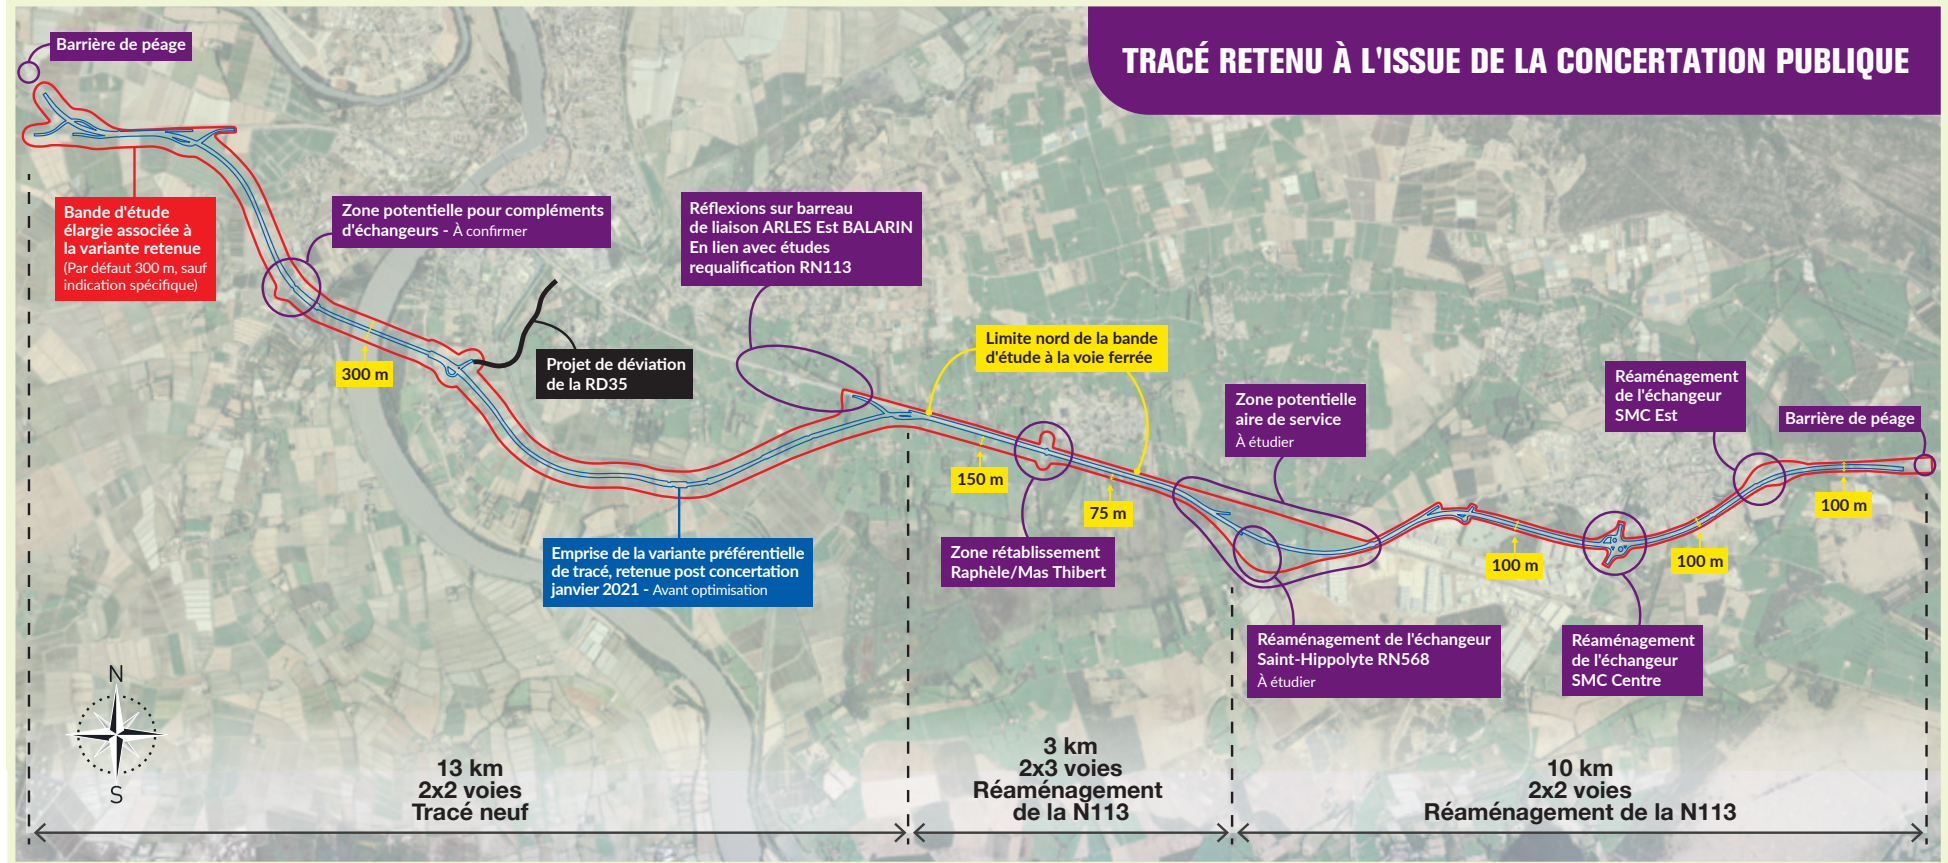 TRACÉ RETENU À L'ISSUE DE LA CONCERTATION PUBLIQUE
Barrière de péage
Bande d'étude
élargie associée à
la variante retenue
(Par défaut 300 m, sauf
indication spécifique)
Zone potentielle pour compléments
d'échangeurs - À confirmer
300 m
Projet de déviation
de la RD35
Réflexions sur barreau
de liaison ARLES Est BALARIN
En lien avec études
requalification RN113
Emprise de la variante préférentielle
de tracé, retenue post concertation
janvier 2021 - Avant optimisation
Limite nord de la bande
d'étude à la voie ferrée
150 m
75 m
Zone rétablissement
Raphèle/Mas Thibert
Zone potentielle
aire de service
À étudier
Réaménagement de l'échangeur
Saint-Hippolyte RN568
À étudier
100 m
Réaménagement
de l'échangeur
SMC Centre
100 m
Réaménagement
de l'échangeur
SMC Est
Barrière de péage
100 m
N
S
13 km
2x2 voies
Tracé neuf
3 km
2x3 voies
Réaménagement
de la N113
10 km
2x2 voies
Réaménagement de la N113